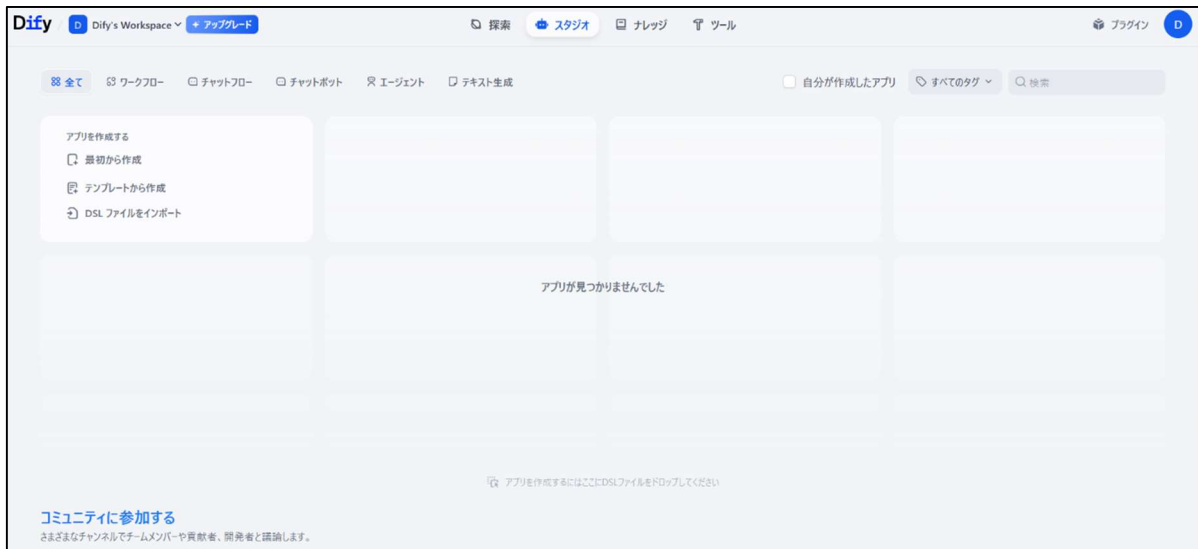 Dify / D Dify's Workspace アップグレード 探索 スタジオ ナレッジ ツール プラグイン D
全て ワークフロー チャットフロー チャットボット エージェント テキスト生成 自分が作成したアプリ すべてのタグ 検索
アプリを作成する
最初から作成
テンプレートから作成
DSL ファイルをインポート
アプリが見つかりませんでした
アプリを作成するにはここにDSLファイルをドロップしてください
コミュニティに参加する
さまざまなチャンネルでチームメンバーや貢献者、開発者と議論します。